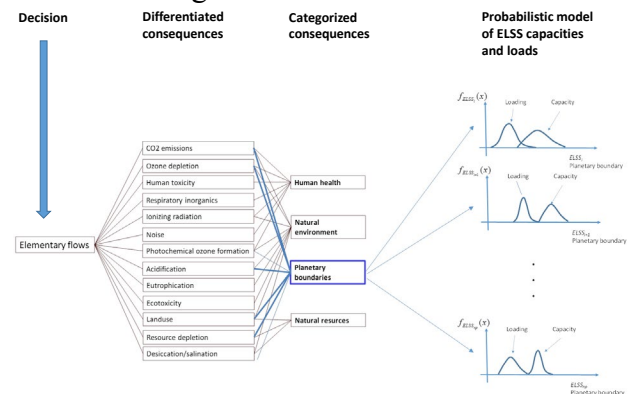 Decision
Differentiated
consequences
Categorized
consequences
Probabilistic model
of ELSS capacities
and loads
Elementary flows
CO2 emissions
Ozone depletion
Human toxicity
Respiratory inorganics
Ionizing radiation
Noise
Photochemical ozone formation
Acidification
Eutrophication
Ecotoxicity
Landuse
Resource depletion
Desiccation/salination
Human health
Natural
environment
Planetary
boundaries
Natural resurces
Loading
Capacity
Planetary boundary
Loading
Capacity
Planetary boundary
.
.
.
Loading
Capacity
Planetary boundary